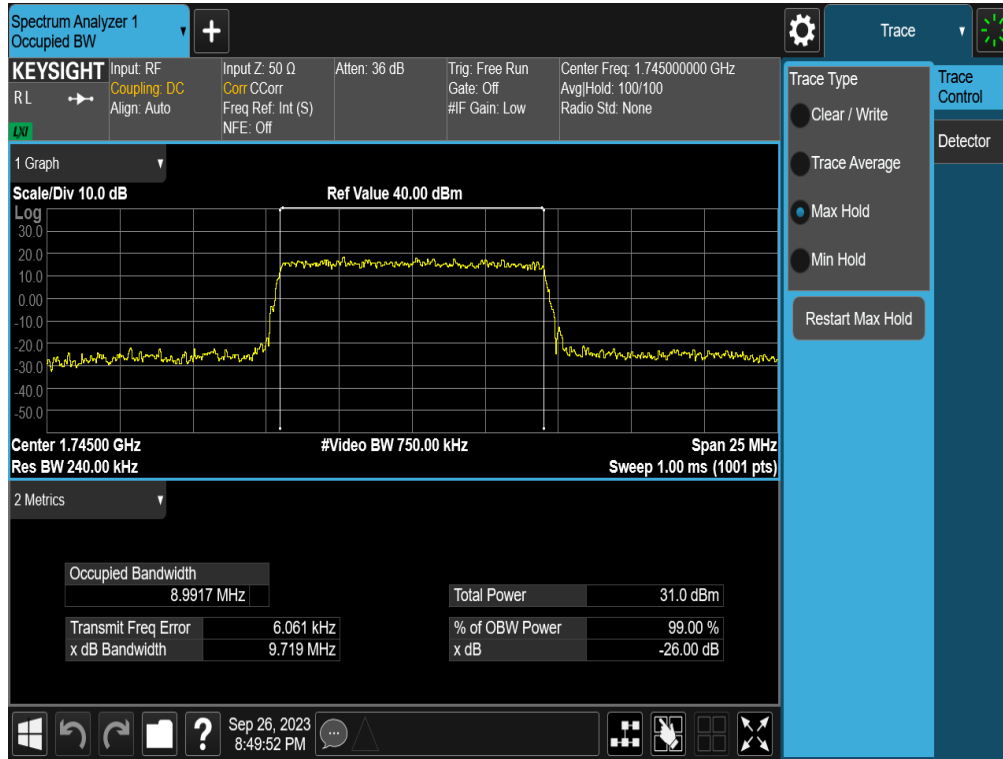 Spectrum Analyzer 1
Occupied BW
+
Trace
KEYSIGHT
RL
LXI
Input: RF
Coupling: DC
Align: Auto
Input Z: 50 Ω
Corr CCorr
Freq Ref: Int (S)
NFE: Off
Atten: 36 dB
Trig: Free Run
Gate: Off
#IF Gain: Low
Center Freq: 1.745000000 GHz
Avg|Hold: 100/100
Radio Std: None
Trace Type
Clear / Write
Trace Average
Max Hold
Min Hold
Restart Max Hold
Trace
Control
Detector
1 Graph
Scale/Div 10.0 dB
Ref Value 40.00 dBm
Log
30.0
20.0
10.0
0.00
-10.0
-20.0
-30.0
-40.0
-50.0
Center 1.74500 GHz
#Video BW 750.00 kHz
Span 25 MHz
Res BW 240.00 kHz
Sweep 1.00 ms (1001 pts)
2 Metrics
Occupied Bandwidth
8.9917 MHz
Total Power 31.0 dBm
Transmit Freq Error 6.061 kHz
% of OBW Power 99.00 %
x dB Bandwidth 9.719 MHz
x dB -26.00 dB
?
Sep 26, 2023
8:49:52 PM